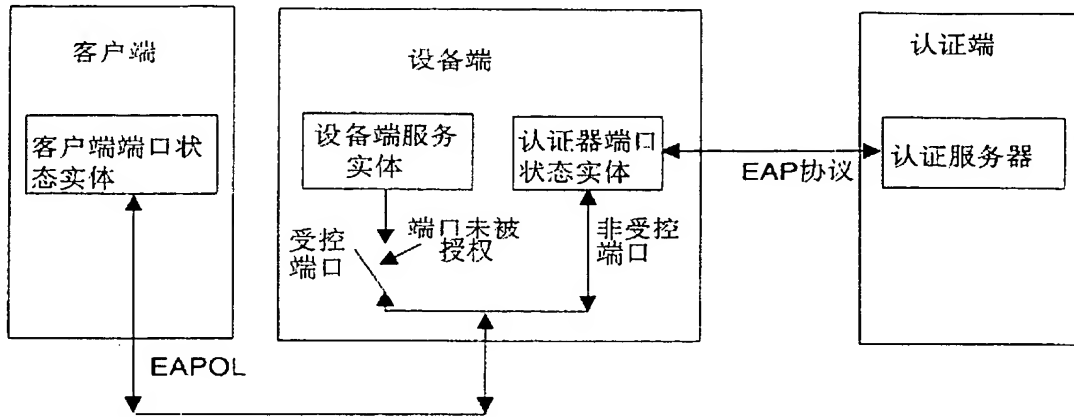 客户端
客户端端口状
态实体
EAPOL
设备端
设备端服务
实体
认证器端口
状态实体
受控
端口
端口未被
授权
非受控
端口
EAP协议
认证端
认证服务器